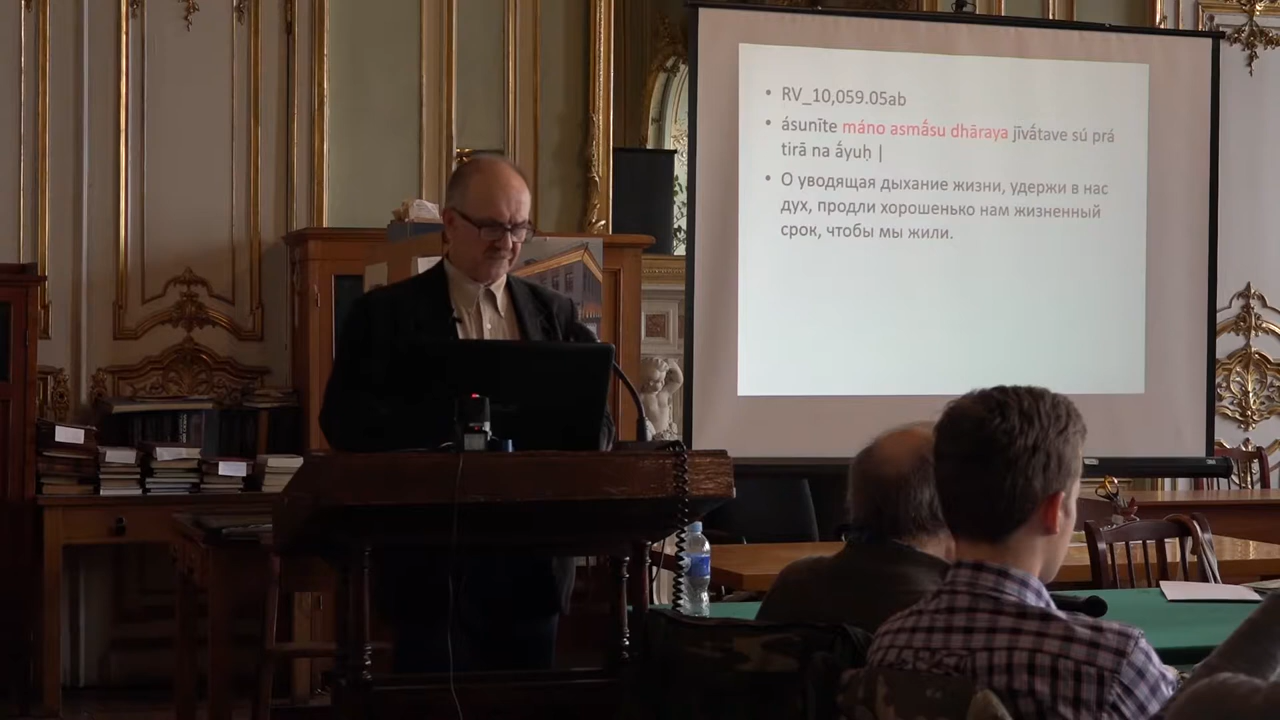 • RV_10,059.05ab
• ásunīte máno asmā́su dhāraya jīvā́tave sú prá
tirā na ā́yuḥ |
• О уводящая дыхание жизни, удержи в нас
дух, продли хорошенько нам жизненный
срок, чтобы мы жили.